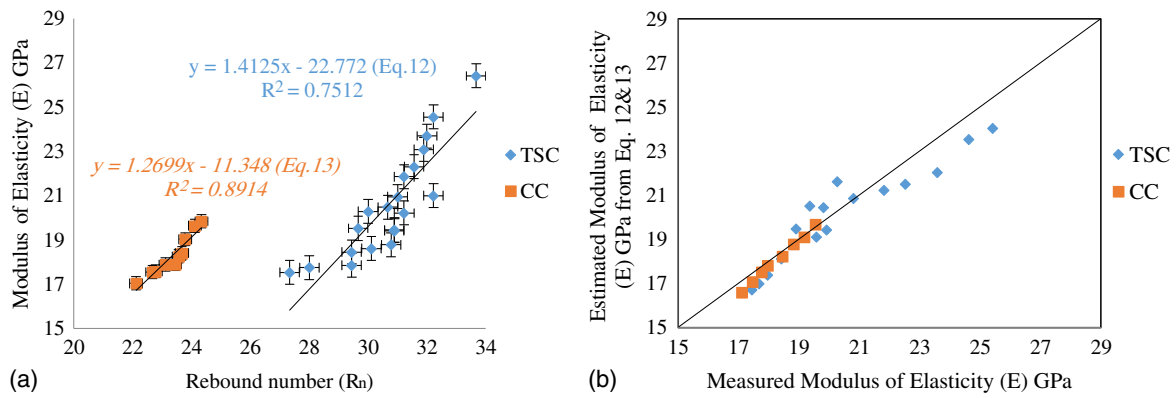 Modulus of Elasticity (E) GPa
29
27
25
23
21
19
17
15
y = 1.4125x - 22.772 (Eq.12)
R² = 0.7512
y = 1.2699x - 11.348 (Eq.13)
R² = 0.8914
TSC
CC
20 22 24 26 28 30 32 34
(a) Rebound number (Rn)
Estimated Modulus of Elasticity
(E) GPa from Eq. 12&13
29
27
25
23
21
19
17
15
TSC
CC
15 17 19 21 23 25 27 29
(b) Measured Modulus of Elasticity (E) GPa